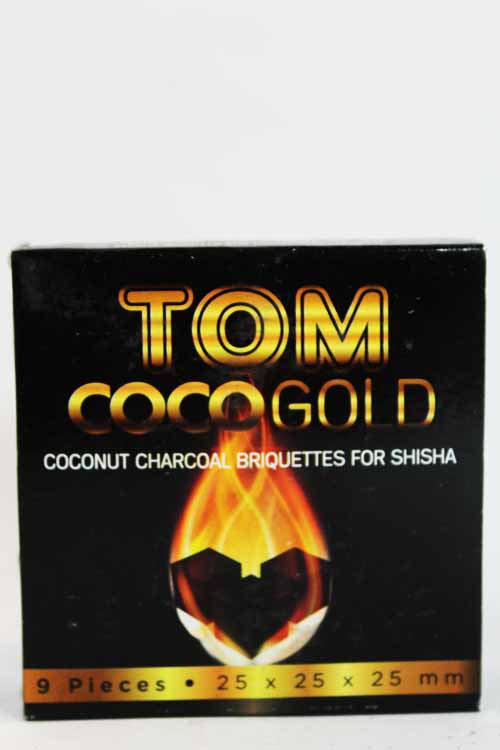 TOM
COCOGOLD
COCONUT CHARCOAL BRIQUETTES FOR SHISHA
9 Pieces • 25 x 25 x 25 mm